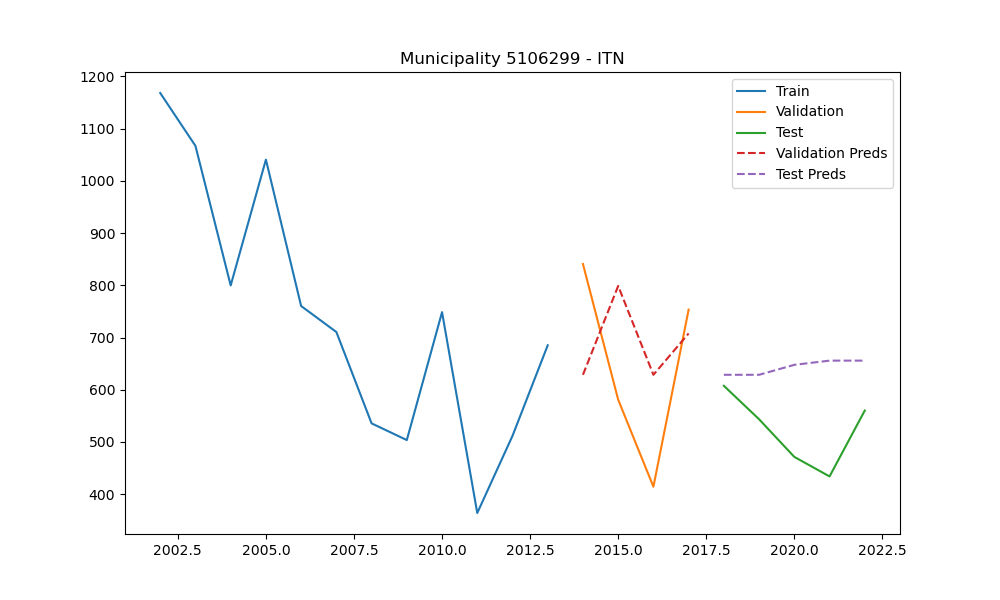 Municipality 5106299 - ITN
1200
1100
1000
900
800
700
600
500
400
Train
Validation
Test
Validation Preds
Test Preds
2002.5 2005.0 2007.5 2010.0 2012.5 2015.0 2017.5 2020.0 2022.5